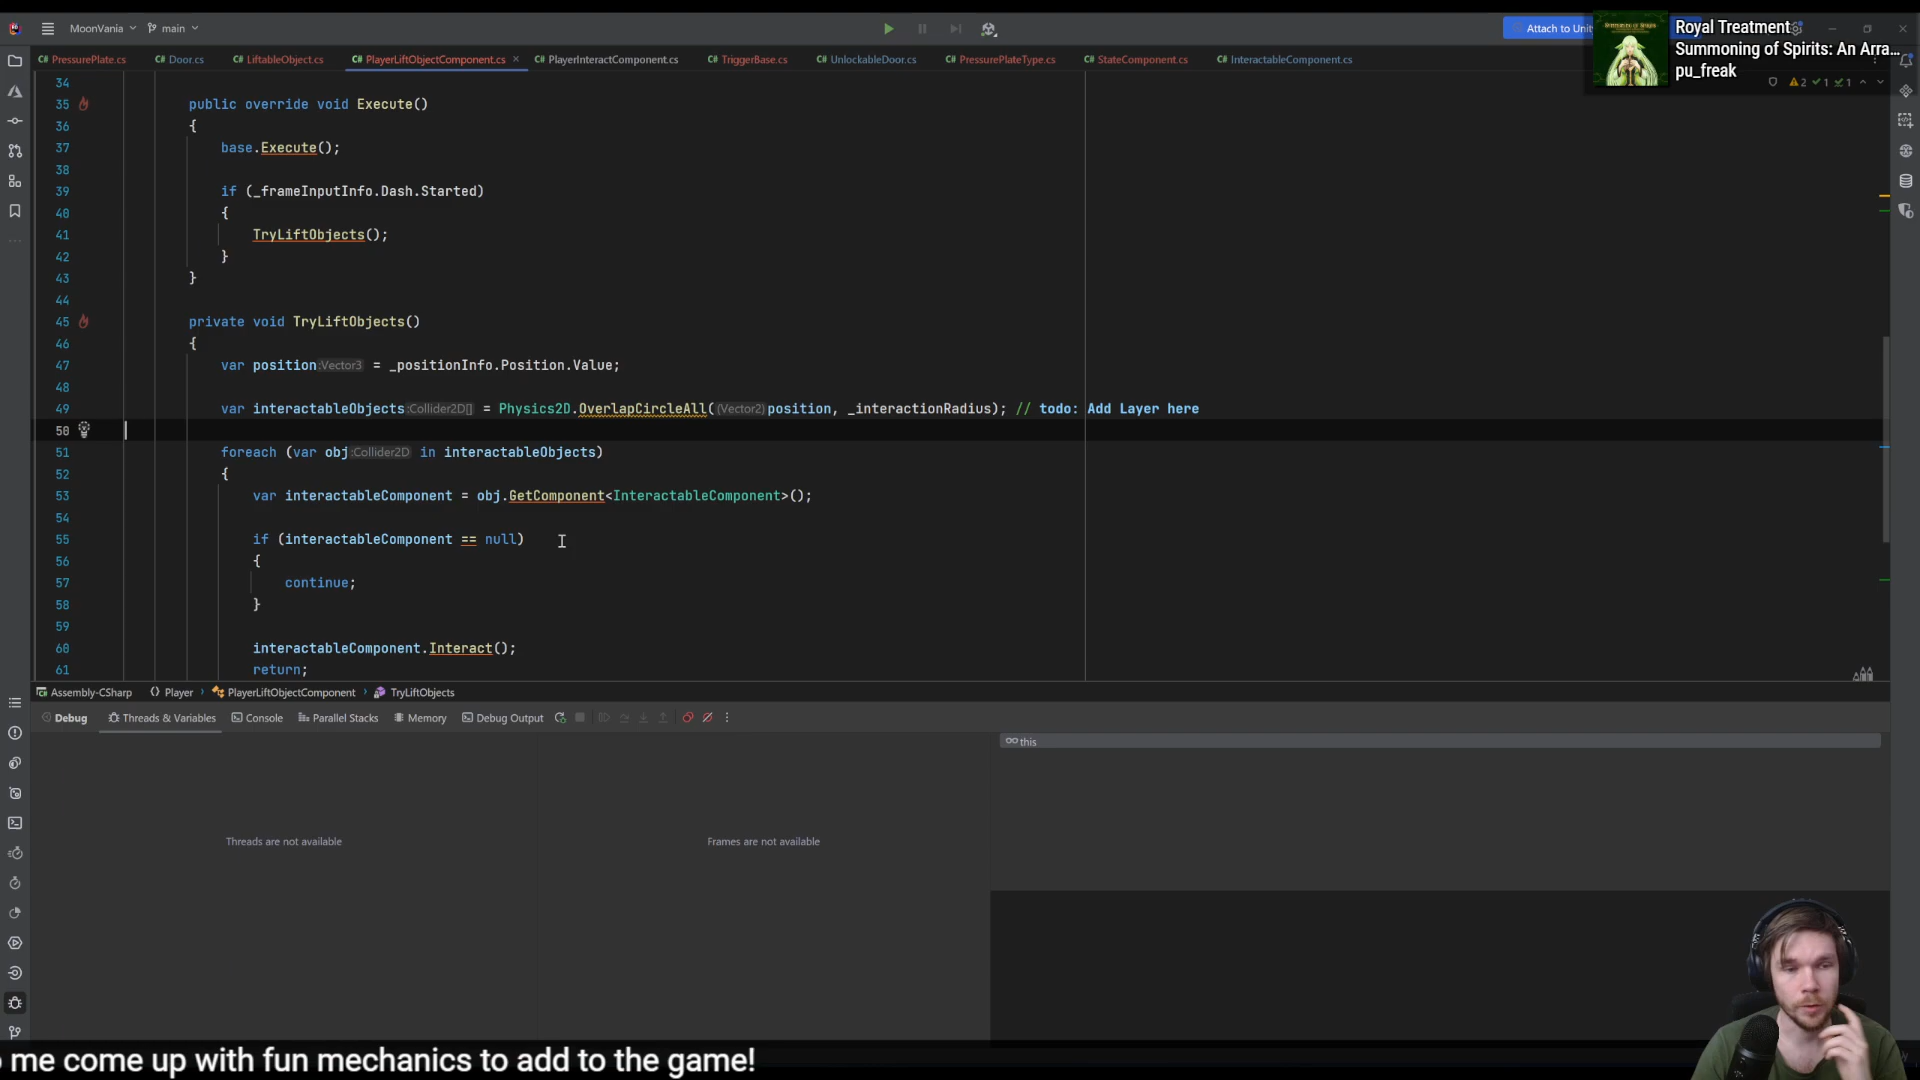 MoonVania
main
Attach to Unit
Royal Treatment
Summoning of Spirits: An Arra...
pu_freak
C# PressurePlate.cs
C# Door.cs
C# LiftableObject.cs
C# PlayerLiftObjectComponent.cs
C# PlayerInteractComponent.cs
C# TriggerBase.cs
C# UnlockableDoor.cs
C# PressurePlateType.cs
C# StateComponent.cs
C# InteractableComponent.cs
2 1 1
34
35 public override void Execute()
36 {
37 base.Execute();
38
39 if (_frameInputInfo.Dash.Started)
40 {
41 TryLiftObjects();
42 }
43 }
44
45 private void TryLiftObjects()
46 {
47 var position :Vector3 = _positionInfo.Position.Value;
48
49 var interactableObjects :Collider2D[] = Physics2D.OverlapCircleAll( (Vector2) position, _interactionRadius); // todo: Add Layer here
50
51 foreach (var obj :Collider2D in interactableObjects)
52 {
53 var interactableComponent = obj.GetComponent<InteractableComponent>();
54
55 if (interactableComponent == null)
56 {
57 continue;
58 }
59
60 interactableComponent.Interact();
61 return;
Assembly-CSharp
Player
PlayerLiftObjectComponent
TryLiftObjects
Debug
Threads & Variables
Console
Parallel Stacks
Memory
Debug Output
this
Threads are not available
Frames are not available
me come up with fun mechanics to add to the game!